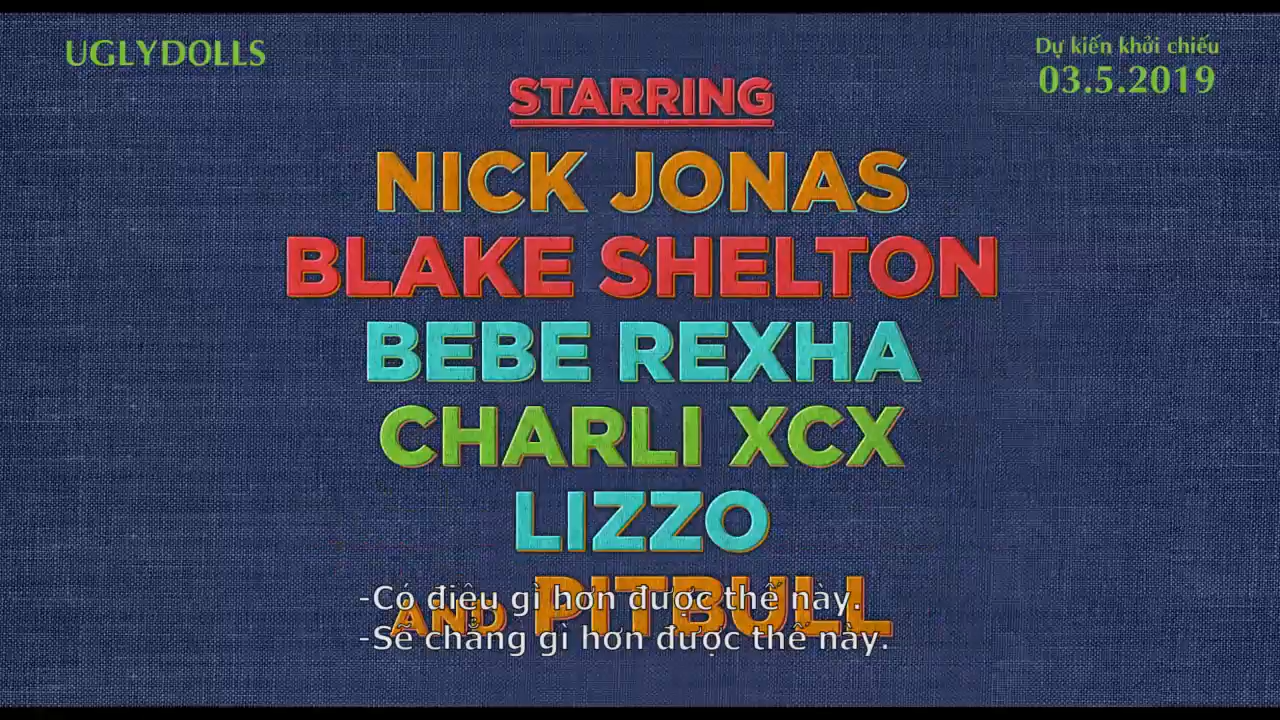 UGLYDOLLS
Dự kiến khởi chiếu
03.5.2019
STARRING
NICK JONAS
BLAKE SHELTON
BEBE REXHA
CHARLI XCX
LIZZO
AND PITBULL
-Có điều gì hơn được thế này.
-Sẽ chẳng gì hơn được thế này.